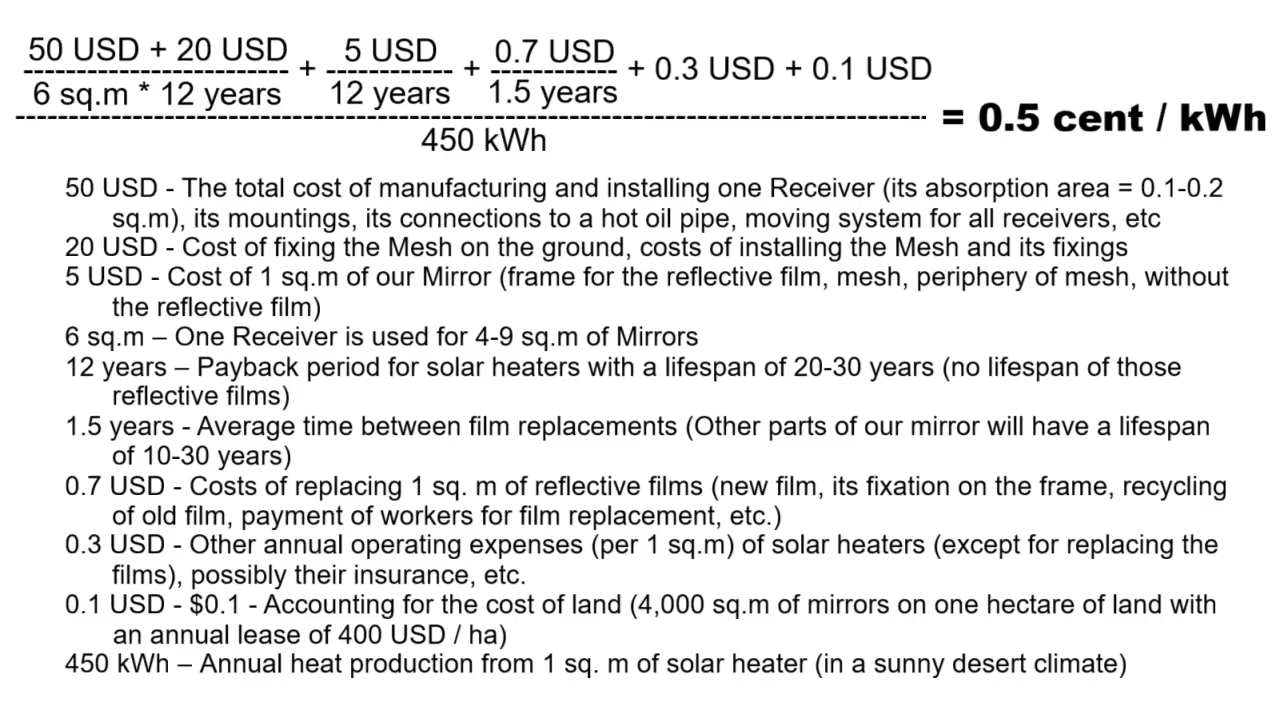 50 USD + 20 USD + 5 USD + 0.7 USD + 0.3 USD + 0.1 USD
6 sq.m * 12 years 12 years 1.5 years
= 0.5 cent / kWh
450 kWh
50 USD - The total cost of manufacturing and installing one Receiver (its absorption area = 0.1-0.2
sq.m), its mountings, its connections to a hot oil pipe, moving system for all receivers, etc
20 USD - Cost of fixing the Mesh on the ground, costs of installing the Mesh and its fixings
5 USD - Cost of 1 sq.m of our Mirror (frame for the reflective film, mesh, periphery of mesh, without
the reflective film)
6 sq.m – One Receiver is used for 4-9 sq.m of Mirrors
12 years – Payback period for solar heaters with a lifespan of 20-30 years (no lifespan of those
reflective films)
1.5 years - Average time between film replacements (Other parts of our mirror will have a lifespan
of 10-30 years)
0.7 USD - Costs of replacing 1 sq. m of reflective films (new film, its fixation on the frame, recycling
of old film, payment of workers for film replacement, etc.)
0.3 USD - Other annual operating expenses (per 1 sq.m) of solar heaters (except for replacing the
films), possibly their insurance, etc.
0.1 USD - $0.1 - Accounting for the cost of land (4,000 sq.m of mirrors on one hectare of land with
an annual lease of 400 USD / ha)
450 kWh – Annual heat production from 1 sq. m of solar heater (in a sunny desert climate)